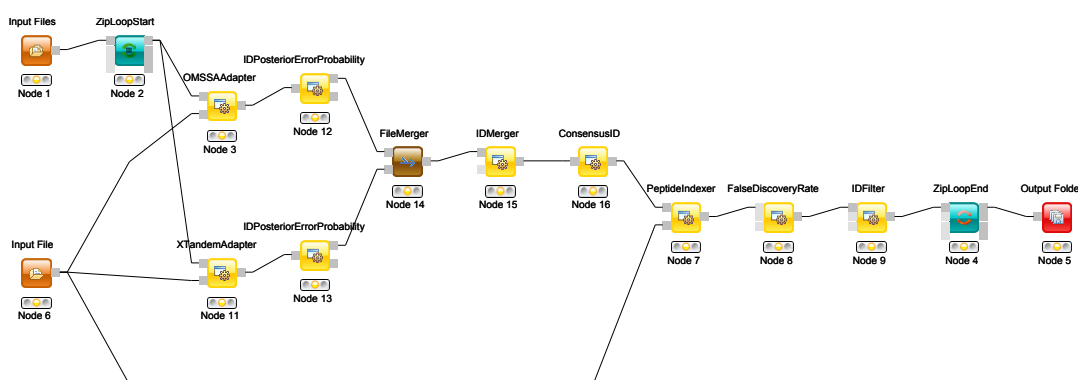 Input Files
ZipLoopStart
Node 1
Node 2
OMSSAAdapter
Node 3
IDPosteriorErrorProbability
Node 12
FileMerger
Node 14
IDMerger
Node 15
ConsensusID
Node 16
Input File
Node 6
XTandemAdapter
Node 11
IDPosteriorErrorProbability
Node 13
PeptideIndexer
Node 7
FalseDiscoveryRate
Node 8
IDFilter
Node 9
ZipLoopEnd
Node 4
Output Folde
Node 5